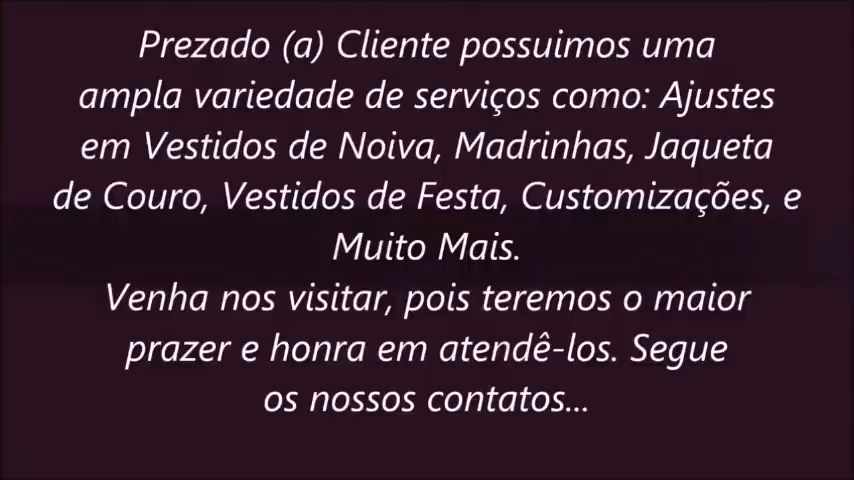 Prezado (a) Cliente possuimos uma
ampla variedade de serviços como: Ajustes
em Vestidos de Noiva, Madrinhas, Jaqueta
de Couro, Vestidos de Festa, Customizações, e
Muito Mais.
Venha nos visitar, pois teremos o maior
prazer e honra em atendê-los. Segue
os nossos contatos...